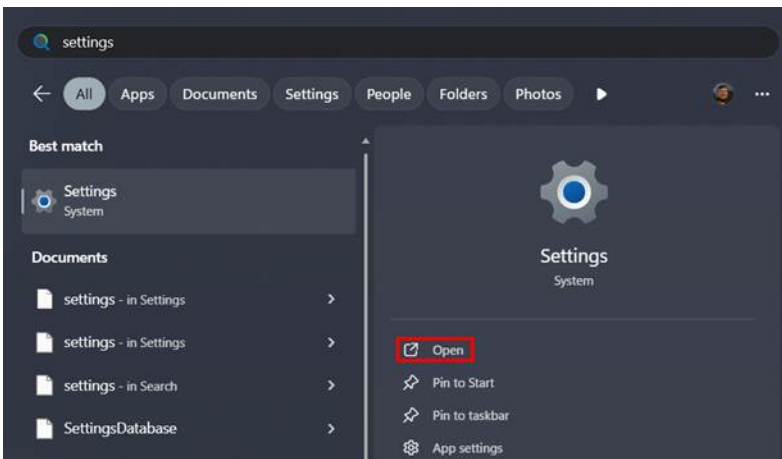 settings
All Apps Documents Settings People Folders Photos
Best match
Settings
System
Documents
settings - in Settings
settings - in Settings
settings - in Search
SettingsDatabase
Settings
System
Open
Pin to Start
Pin to taskbar
App settings